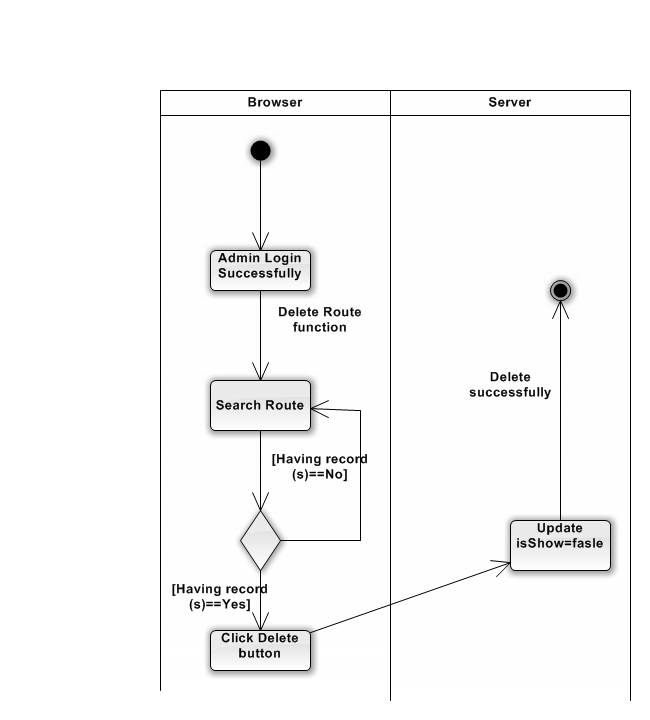 Browser
Server
Admin Login
Successfully
Delete Route
function
Search Route
Delete
successfully
[Having record
(s)==No]
Update
isShow=fasle
[Having record
(s)==Yes]
Click Delete
button